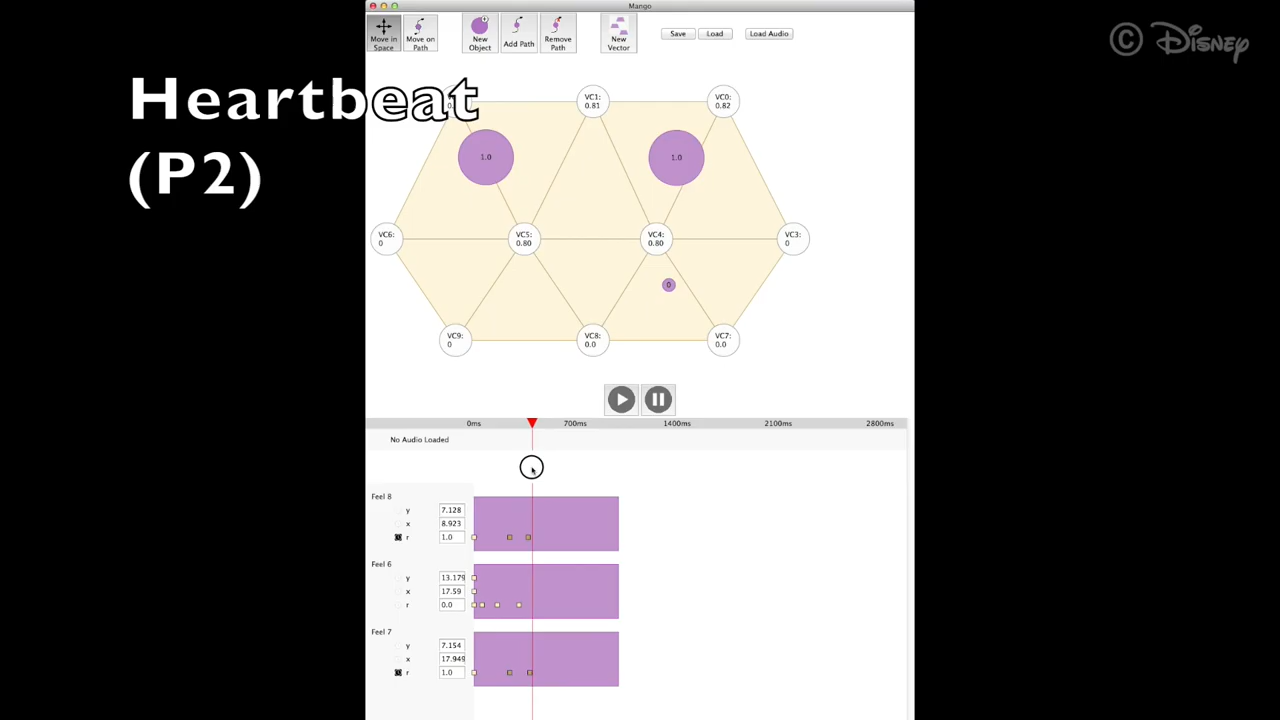 Mango
Move in Space
Move on Path
New Object
Add Path
Remove Path
New Vector
Save
Load
Load Audio
© Disney
Heartbeat
(P2)
VC1:
0.81
VC0:
0.82
1.0
1.0
VC6:
0
VC5:
0.80
VC4:
0.80
VC3:
0
0
VC9:
0
VC8:
0.0
VC7:
0.0
0ms 700ms 1400ms 2100ms 2800ms
No Audio Loaded
Feel 8
y 7.128
x 8.923
r 1.0
Feel 6
y 13.179
x 17.59
r 0.0
Feel 7
y 7.154
x 17.949
r 1.0